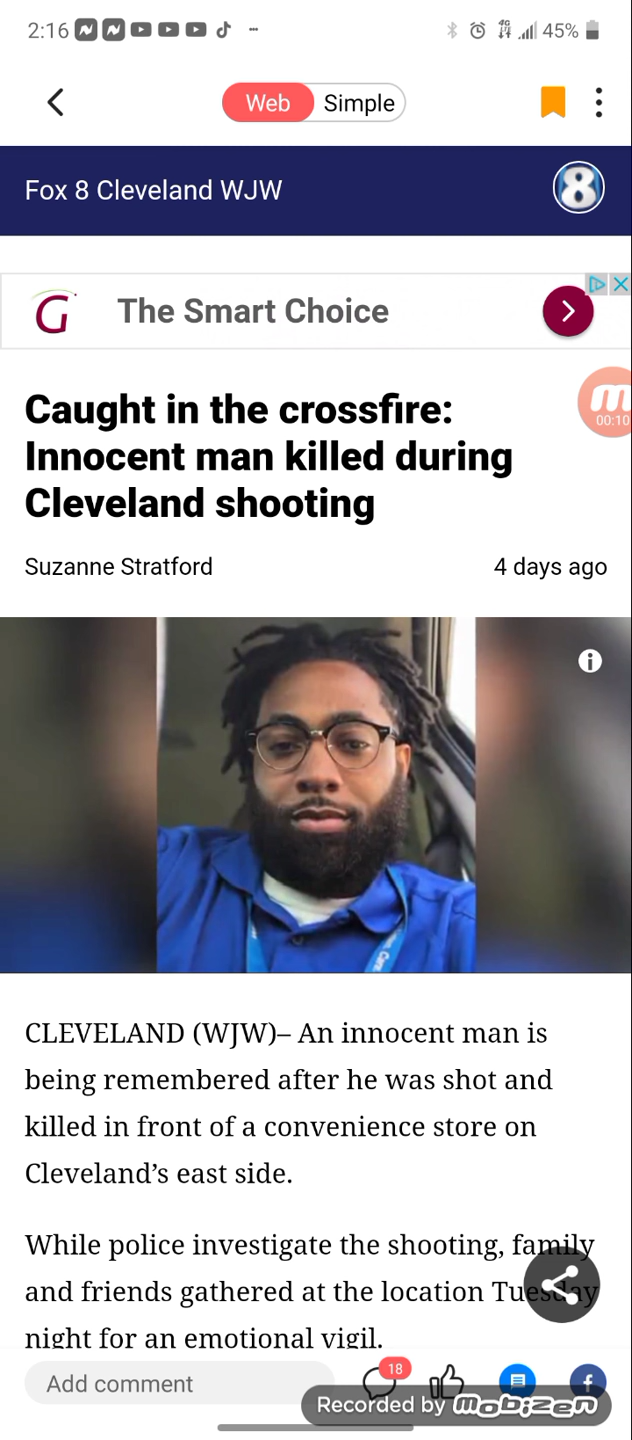 2:16 45%
Web Simple
Fox 8 Cleveland WJW 8
G The Smart Choice
Caught in the crossfire:
00:10
Innocent man killed during
Cleveland shooting
Suzanne Stratford 4 days ago
CLEVELAND (WJW)– An innocent man is
being remembered after he was shot and
killed in front of a convenience store on
Cleveland’s east side.
While police investigate the shooting, family
and friends gathered at the location Tuesday
night for an emotional vigil.
18
Add comment
Recorded by mobizen